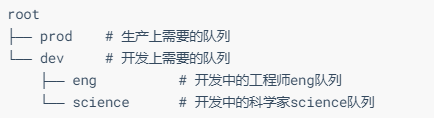 root
├── prod    # 生产上需要的队列
└── dev    # 开发上需要的队列
    ├── eng        # 开发中的工程师eng队列
    └── science    # 开发中的科学家science队列